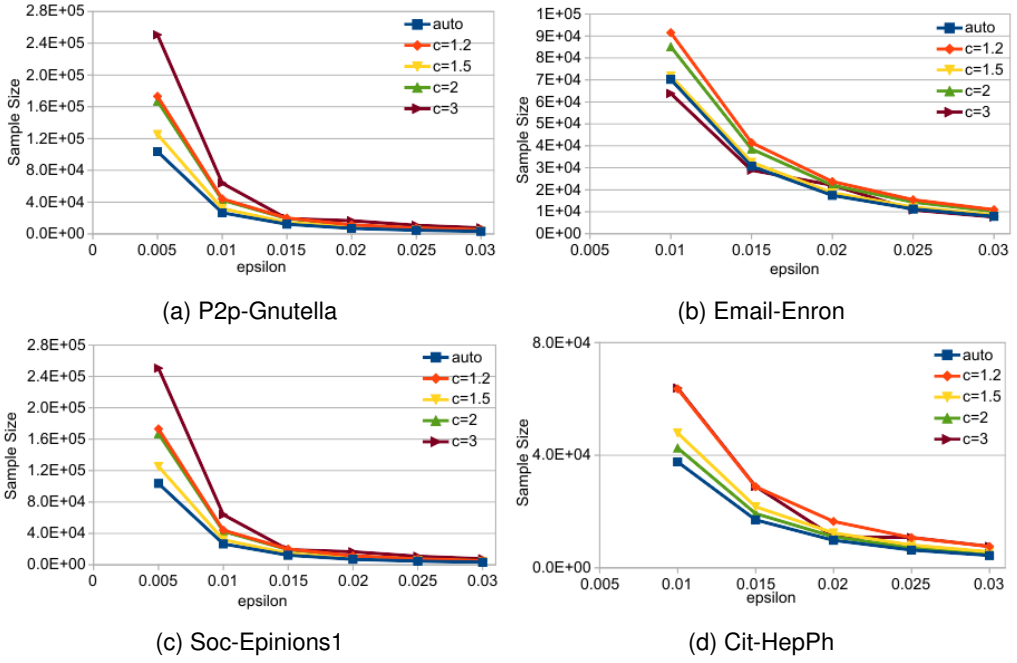 2.8E+05
2.4E+05
2.0E+05
1.6E+05
1.2E+05
8.0E+04
4.0E+04
0.0E+00
Sample Size
0 0.005 0.01 0.015 0.02 0.025 0.03
epsilon
auto
c=1.2
c=1.5
c=2
c=3
(a) P2p-Gnutella
1E+05
9E+04
8E+04
7E+04
6E+04
5E+04
4E+04
3E+04
2E+04
1E+04
0E+00
Sample Size
0.005 0.01 0.015 0.02 0.025 0.03
epsilon
auto
c=1.2
c=1.5
c=2
c=3
(b) Email-Enron
2.8E+05
2.4E+05
2.0E+05
1.6E+05
1.2E+05
8.0E+04
4.0E+04
0.0E+00
Sample Size
0 0.005 0.01 0.015 0.02 0.025 0.03
epsilon
auto
c=1.2
c=1.5
c=2
c=3
(c) Soc-Epinions1
8.0E+04
4.0E+04
0.0E+00
Sample Size
0.005 0.01 0.015 0.02 0.025 0.03
epsilon
auto
c=1.2
c=1.5
c=2
c=3
(d) Cit-HepPh